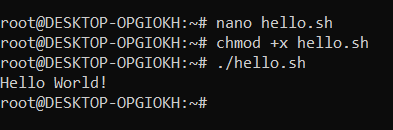 root@DESKTOP-OPGIOKH:~# nano hello.sh
root@DESKTOP-OPGIOKH:~# chmod +x hello.sh
root@DESKTOP-OPGIOKH:~# ./hello.sh
Hello World!
root@DESKTOP-OPGIOKH:~#